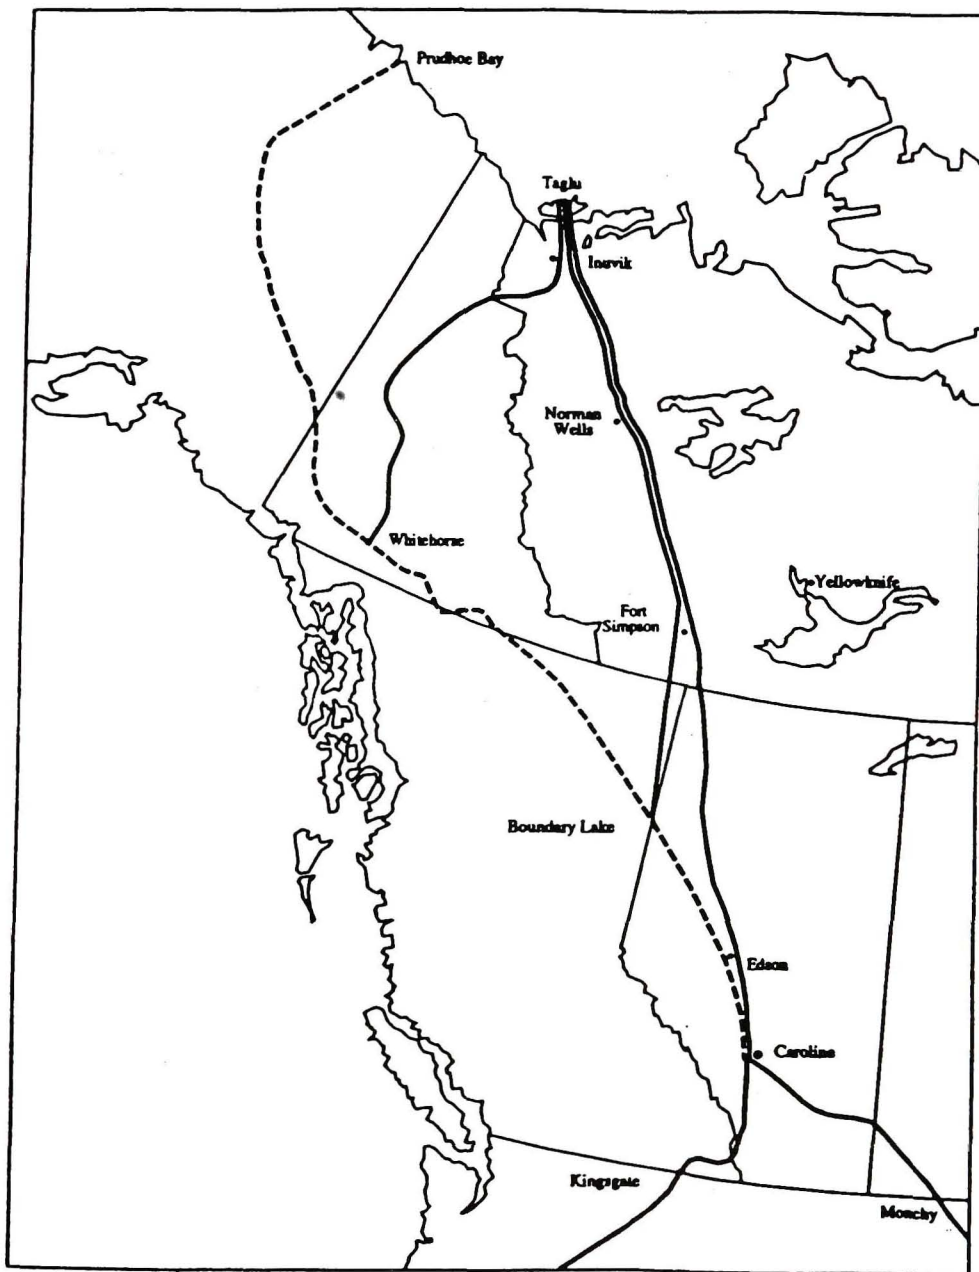 Prudhoe Bay
Taglu
Inuvik
Norman
Wells
Whitehorse
Yellowknife
Fort
Simpson
Boundary Lake
Edson
Caroline
Kingsgate
Monchy